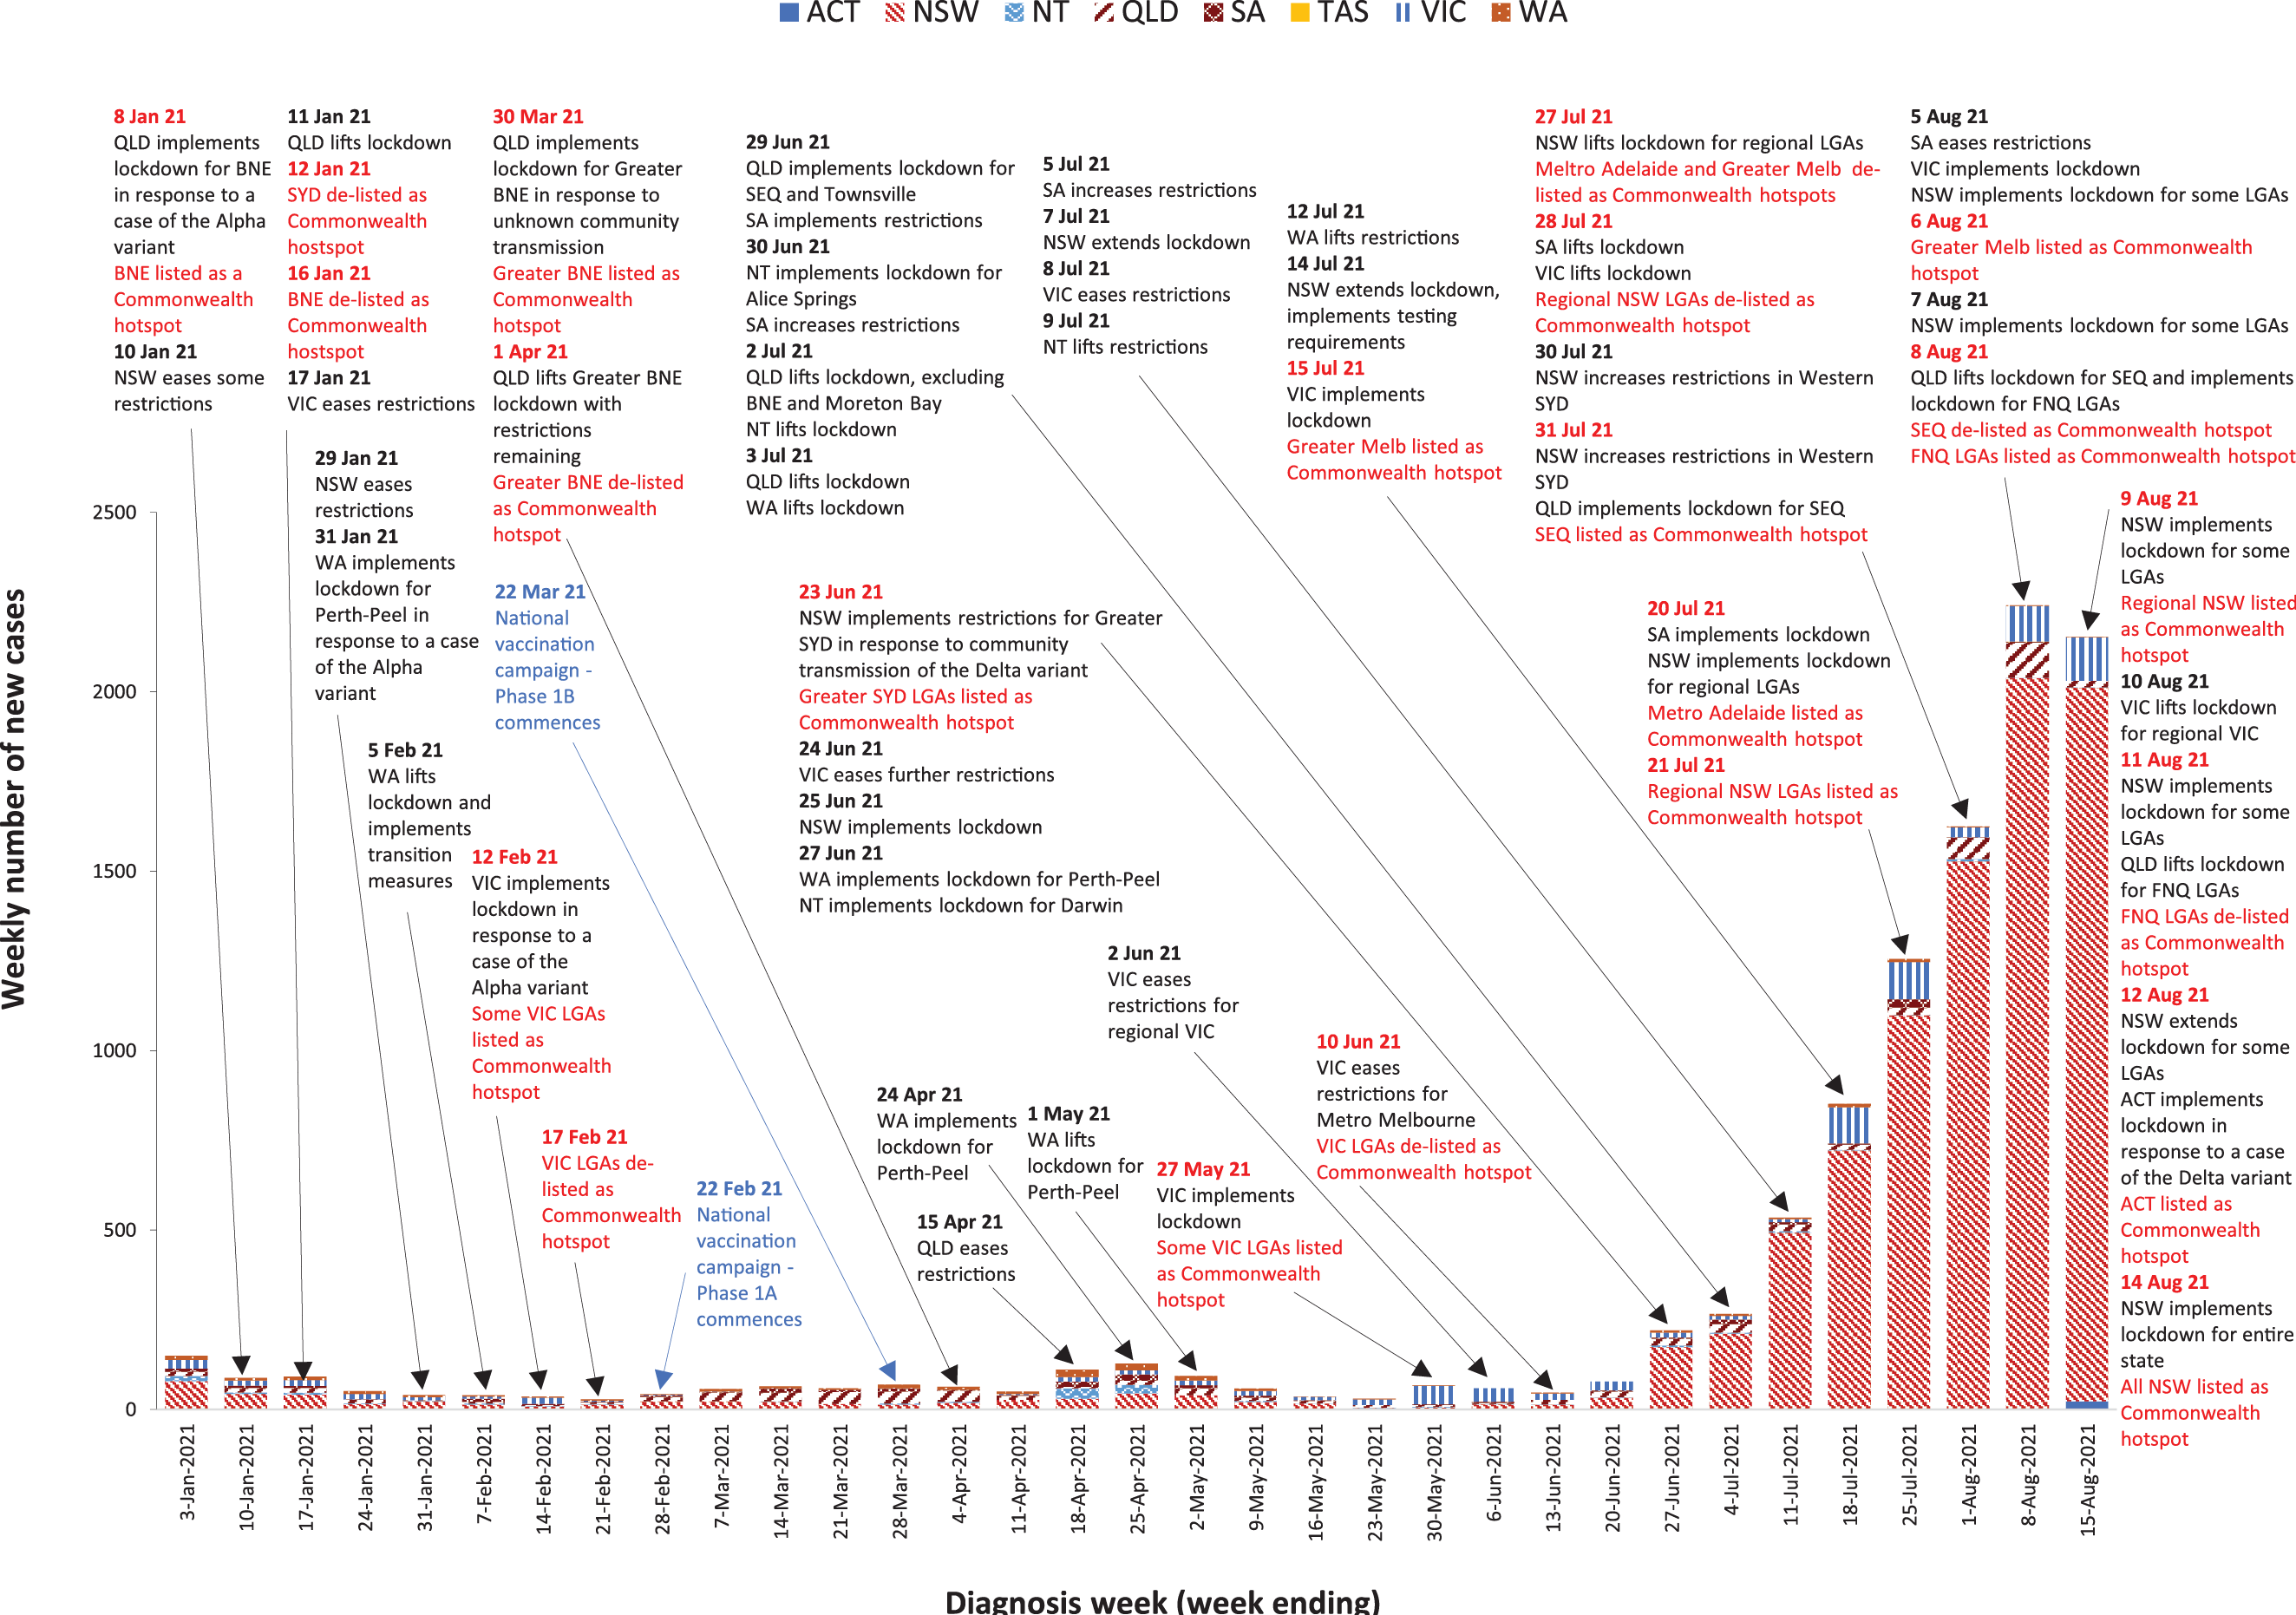 ACT NSW NT QLD SA TAS VIC WA
8 Jan 21
QLD implements
lockdown for BNE
in response to a
case of the Alpha
variant
BNE listed as a
Commonwealth
hotspot
10 Jan 21
NSW eases some
restrictions
11 Jan 21
QLD lifts lockdown
12 Jan 21
SYD de-listed as
Commonwealth
hostspot
16 Jan 21
BNE de-listed as
Commonwealth
hostspot
17 Jan 21
VIC eases restrictions
29 Jan 21
NSW eases
restrictions
31 Jan 21
WA implements
lockdown for
Perth-Peel in
response to a case
of the Alpha
variant
5 Feb 21
WA lifts
lockdown and
implements
transition
measures
12 Feb 21
VIC implements
lockdown in
response to a
case of the
Alpha variant
Some VIC LGAs
listed as
Commonwealth
hotspot
17 Feb 21
VIC LGAs de-
listed as
Commonwealth
hotspot
22 Feb 21
National
vaccination
campaign -
Phase 1A
commences
30 Mar 21
QLD implements
lockdown for Greater
BNE in response to
unknown community
transmission
Greater BNE listed as
Commonwealth
hotspot
1 Apr 21
QLD lifts Greater BNE
lockdown with
restrictions
remaining
Greater BNE de-listed
as Commonwealth
hotspot
22 Mar 21
National
vaccination
campaign -
Phase 1B
commences
29 Jun 21
QLD implements lockdown for
SEQ and Townsville
SA implements restrictions
30 Jun 21
NT implements lockdown for
Alice Springs
SA increases restrictions
2 Jul 21
QLD lifts lockdown, excluding
BNE and Moreton Bay
NT lifts lockdown
3 Jul 21
QLD lifts lockdown
WA lifts lockdown
23 Jun 21
NSW implements restrictions for Greater
SYD in response to community
transmission of the Delta variant
Greater SYD LGAs listed as
Commonwealth hotspot
24 Jun 21
VIC eases further restrictions
25 Jun 21
NSW implements lockdown
27 Jun 21
WA implements lockdown for Perth-Peel
NT implements lockdown for Darwin
24 Apr 21
WA implements
lockdown for
Perth-Peel
15 Apr 21
QLD eases
restrictions
1 May 21
WA lifts
lockdown for
Perth-Peel
2 Jun 21
VIC eases
restrictions for
regional VIC
27 May 21
VIC implements
lockdown
Some VIC LGAs listed
as Commonwealth
hotspot
10 Jun 21
VIC eases
restrictions for
Metro Melbourne
VIC LGAs de-listed as
Commonwealth hotspot
5 Jul 21
SA increases restrictions
7 Jul 21
NSW extends lockdown
8 Jul 21
VIC eases restrictions
9 Jul 21
NT lifts restrictions
12 Jul 21
WA lifts restrictions
14 Jul 21
NSW extends lockdown,
implements testing
requirements
15 Jul 21
VIC implements
lockdown
Greater Melb listed as
Commonwealth hotspot
27 Jul 21
NSW lifts lockdown for regional LGAs
Meltro Adelaide and Greater Melb de-
listed as Commonwealth hotspots
28 Jul 21
SA lifts lockdown
VIC lifts lockdown
Regional NSW LGAs de-listed as
Commonwealth hotspot
30 Jul 21
NSW increases restrictions in Western
SYD
31 Jul 21
NSW increases restrictions in Western
SYD
QLD implements lockdown for SEQ
SEQ listed as Commonwealth hotspot
20 Jul 21
SA implements lockdown
NSW implements lockdown
for regional LGAs
Metro Adelaide listed as
Commonwealth hotspot
21 Jul 21
Regional NSW LGAs listed as
Commonwealth hotspot
5 Aug 21
SA eases restrictions
VIC implements lockdown
NSW implements lockdown for some LGAs
6 Aug 21
Greater Melb listed as Commonwealth
hotspot
7 Aug 21
NSW implements lockdown for some LGAs
8 Aug 21
QLD lifts lockdown for SEQ and implements
lockdown for FNQ LGAs
SEQ de-listed as Commonwealth hotspot
FNQ LGAs listed as Commonwealth hotspot
9 Aug 21
NSW implements
lockdown for some
LGAs
Regional NSW listed
as Commonwealth
hotspot
10 Aug 21
VIC lifts lockdown
for regional VIC
11 Aug 21
NSW implements
lockdown for some
LGAs
QLD lifts lockdown
for FNQ LGAs
FNQ LGAs de-listed
as Commonwealth
hotspot
12 Aug 21
NSW extends
lockdown for some
LGAs
ACT implements
lockdown in
response to a case
of the Delta variant
ACT listed as
Commonwealth
hotspot
14 Aug 21
NSW implements
lockdown for entire
state
All NSW listed as
Commonwealth
hotspot
Weekly number of new cases
2500
2000
1500
1000
500
0
3-Jan-2021
10-Jan-2021
17-Jan-2021
24-Jan-2021
31-Jan-2021
7-Feb-2021
14-Feb-2021
21-Feb-2021
28-Feb-2021
7-Mar-2021
14-Mar-2021
21-Mar-2021
28-Mar-2021
4-Apr-2021
11-Apr-2021
18-Apr-2021
25-Apr-2021
2-May-2021
9-May-2021
16-May-2021
23-May-2021
30-May-2021
6-Jun-2021
13-Jun-2021
20-Jun-2021
27-Jun-2021
4-Jul-2021
11-Jul-2021
18-Jul-2021
25-Jul-2021
1-Aug-2021
8-Aug-2021
15-Aug-2021
Diagnosis week (week ending)